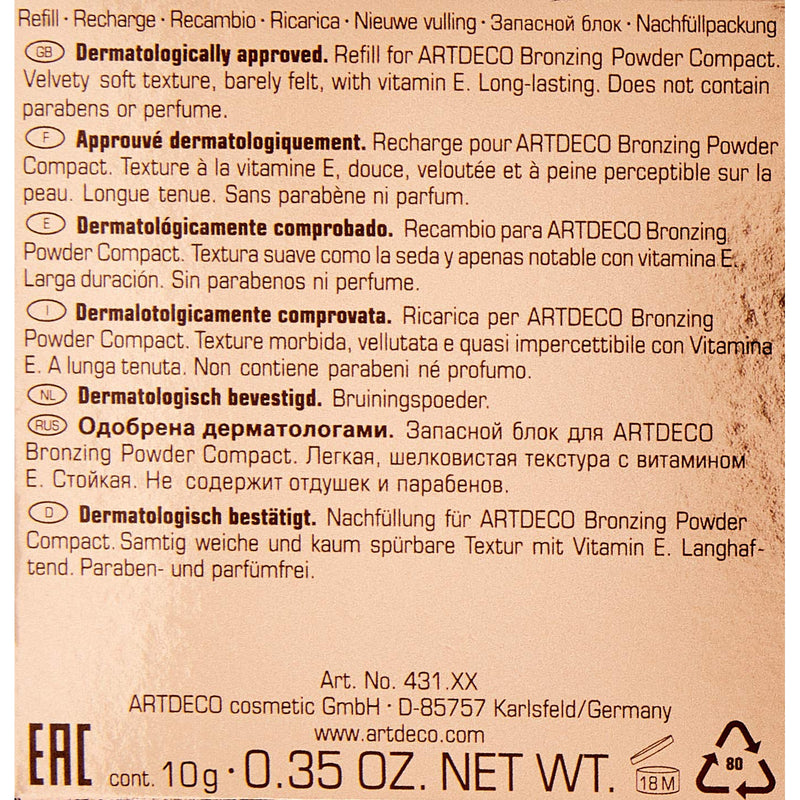 Refill · Recharge · Recambio · Ricarica · Nieuwe vulling · Запасной блок · Nachfüllpackung
GB Dermatologically approved. Refill for ARTDECO Bronzing Powder Compact.
Velvety soft texture, barely felt, with vitamin E. Long-lasting. Does not contain
parabens or perfume.
F Approuvé dermatologiquement. Recharge pour ARTDECO Bronzing Powder
Compact. Texture à la vitamine E, douce, veloutée et à peine perceptible sur la
peau. Longue tenue. Sans parabène ni parfum.
E Dermatológicamente comprobado. Recambio para ARTDECO Bronzing
Powder Compact. Textura suave como la seda y apenas notable con vitamina E.
Larga duración. Sin parabenos ni perfume.
I Dermalotolgicamente comprovata. Ricarica per ARTDECO Bronzing
Powder Compact. Texture morbida, vellutata e quasi impercettibile con Vitamina
E. A lunga tenuta. Non contiene parabeni né profumo.
NL Dermatologisch bevestigd. Bruiningspoeder.
RUS Одобрена дерматологами. Запасной блок для ARTDECO
Bronzing Powder Compact. Легкая, шелковистая текстура с витамином
E. Стойкая. Не содержит отдушек и парабенов.
D Dermatologisch bestätigt. Nachfüllung für ARTDECO Bronzing Powder
Compact. Samtig weiche und kaum spürbare Textur mit Vitamin E. Langhaf-
tend. Paraben- und parfümfrei.
Art. No. 431.XX
ARTDECO cosmetic GmbH · D-85757 Karlsfeld/Germany
www.artdeco.com
EAC cont. 10g · 0.35 OZ. NET WT. 18M 80